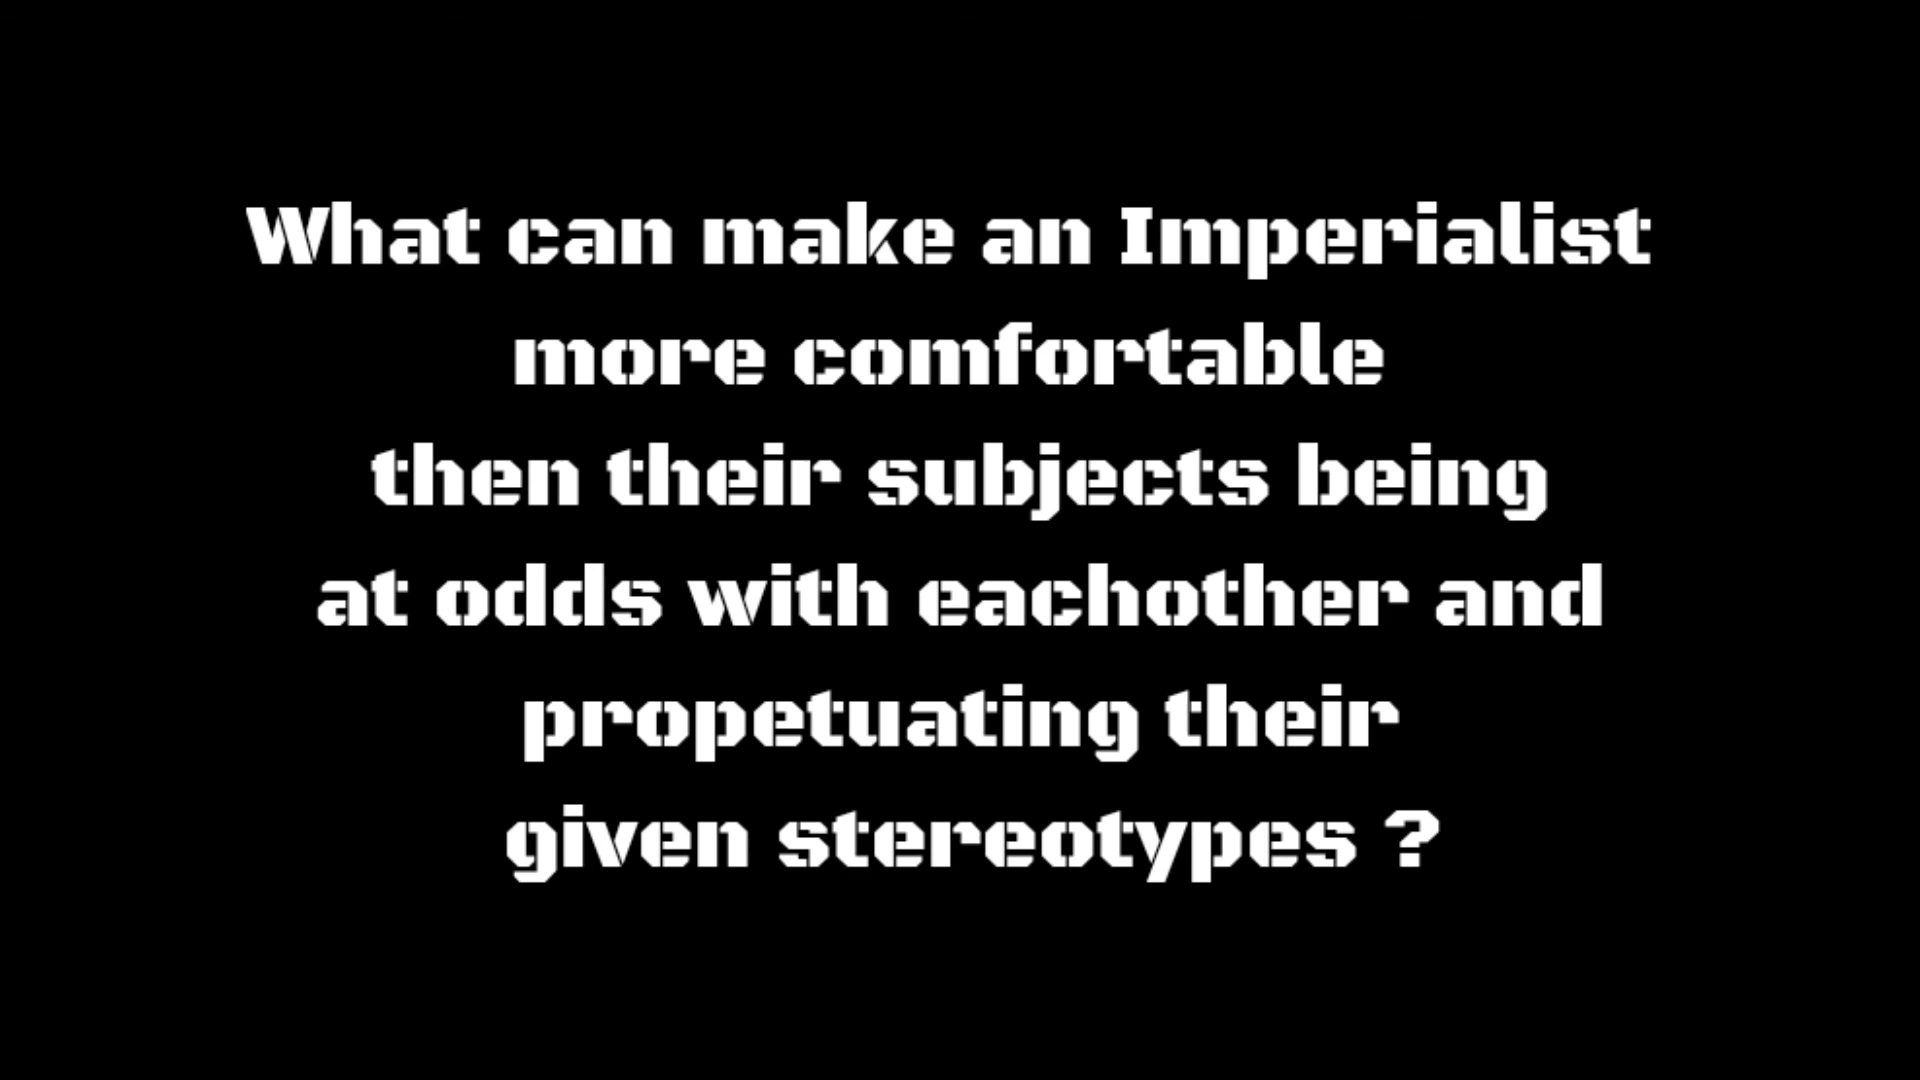 What can make an Imperialist
more comfortable
then their subjects being
at odds with eachother and
propetuating their
given stereotypes ?